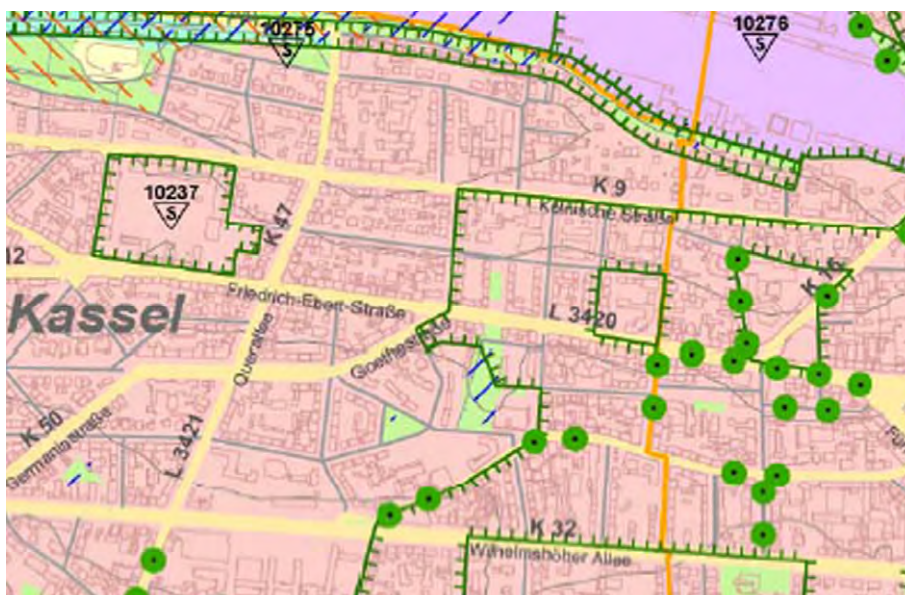 10275
S
10276
S
10237
S
K 9
Kölnische Straße
K 47
K 16
12
Friedrich-Ebert-Straße
L 3420
Kassel
Goethestraße
Querallee
K 50
Germaniastraße
L 3421
K 32
Wilhelmshöher Allee